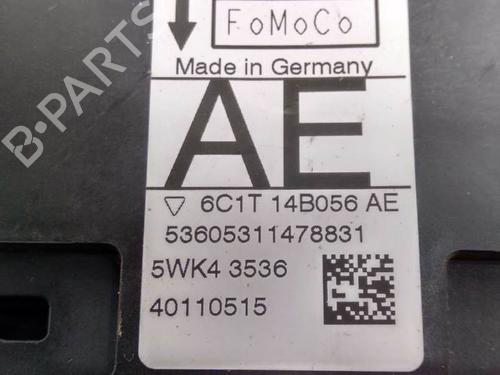 FoMoCo
Made in Germany
AE
6C1T 14B056 AE
53605311478831
5WK4 3536
40110515
B-PARTS